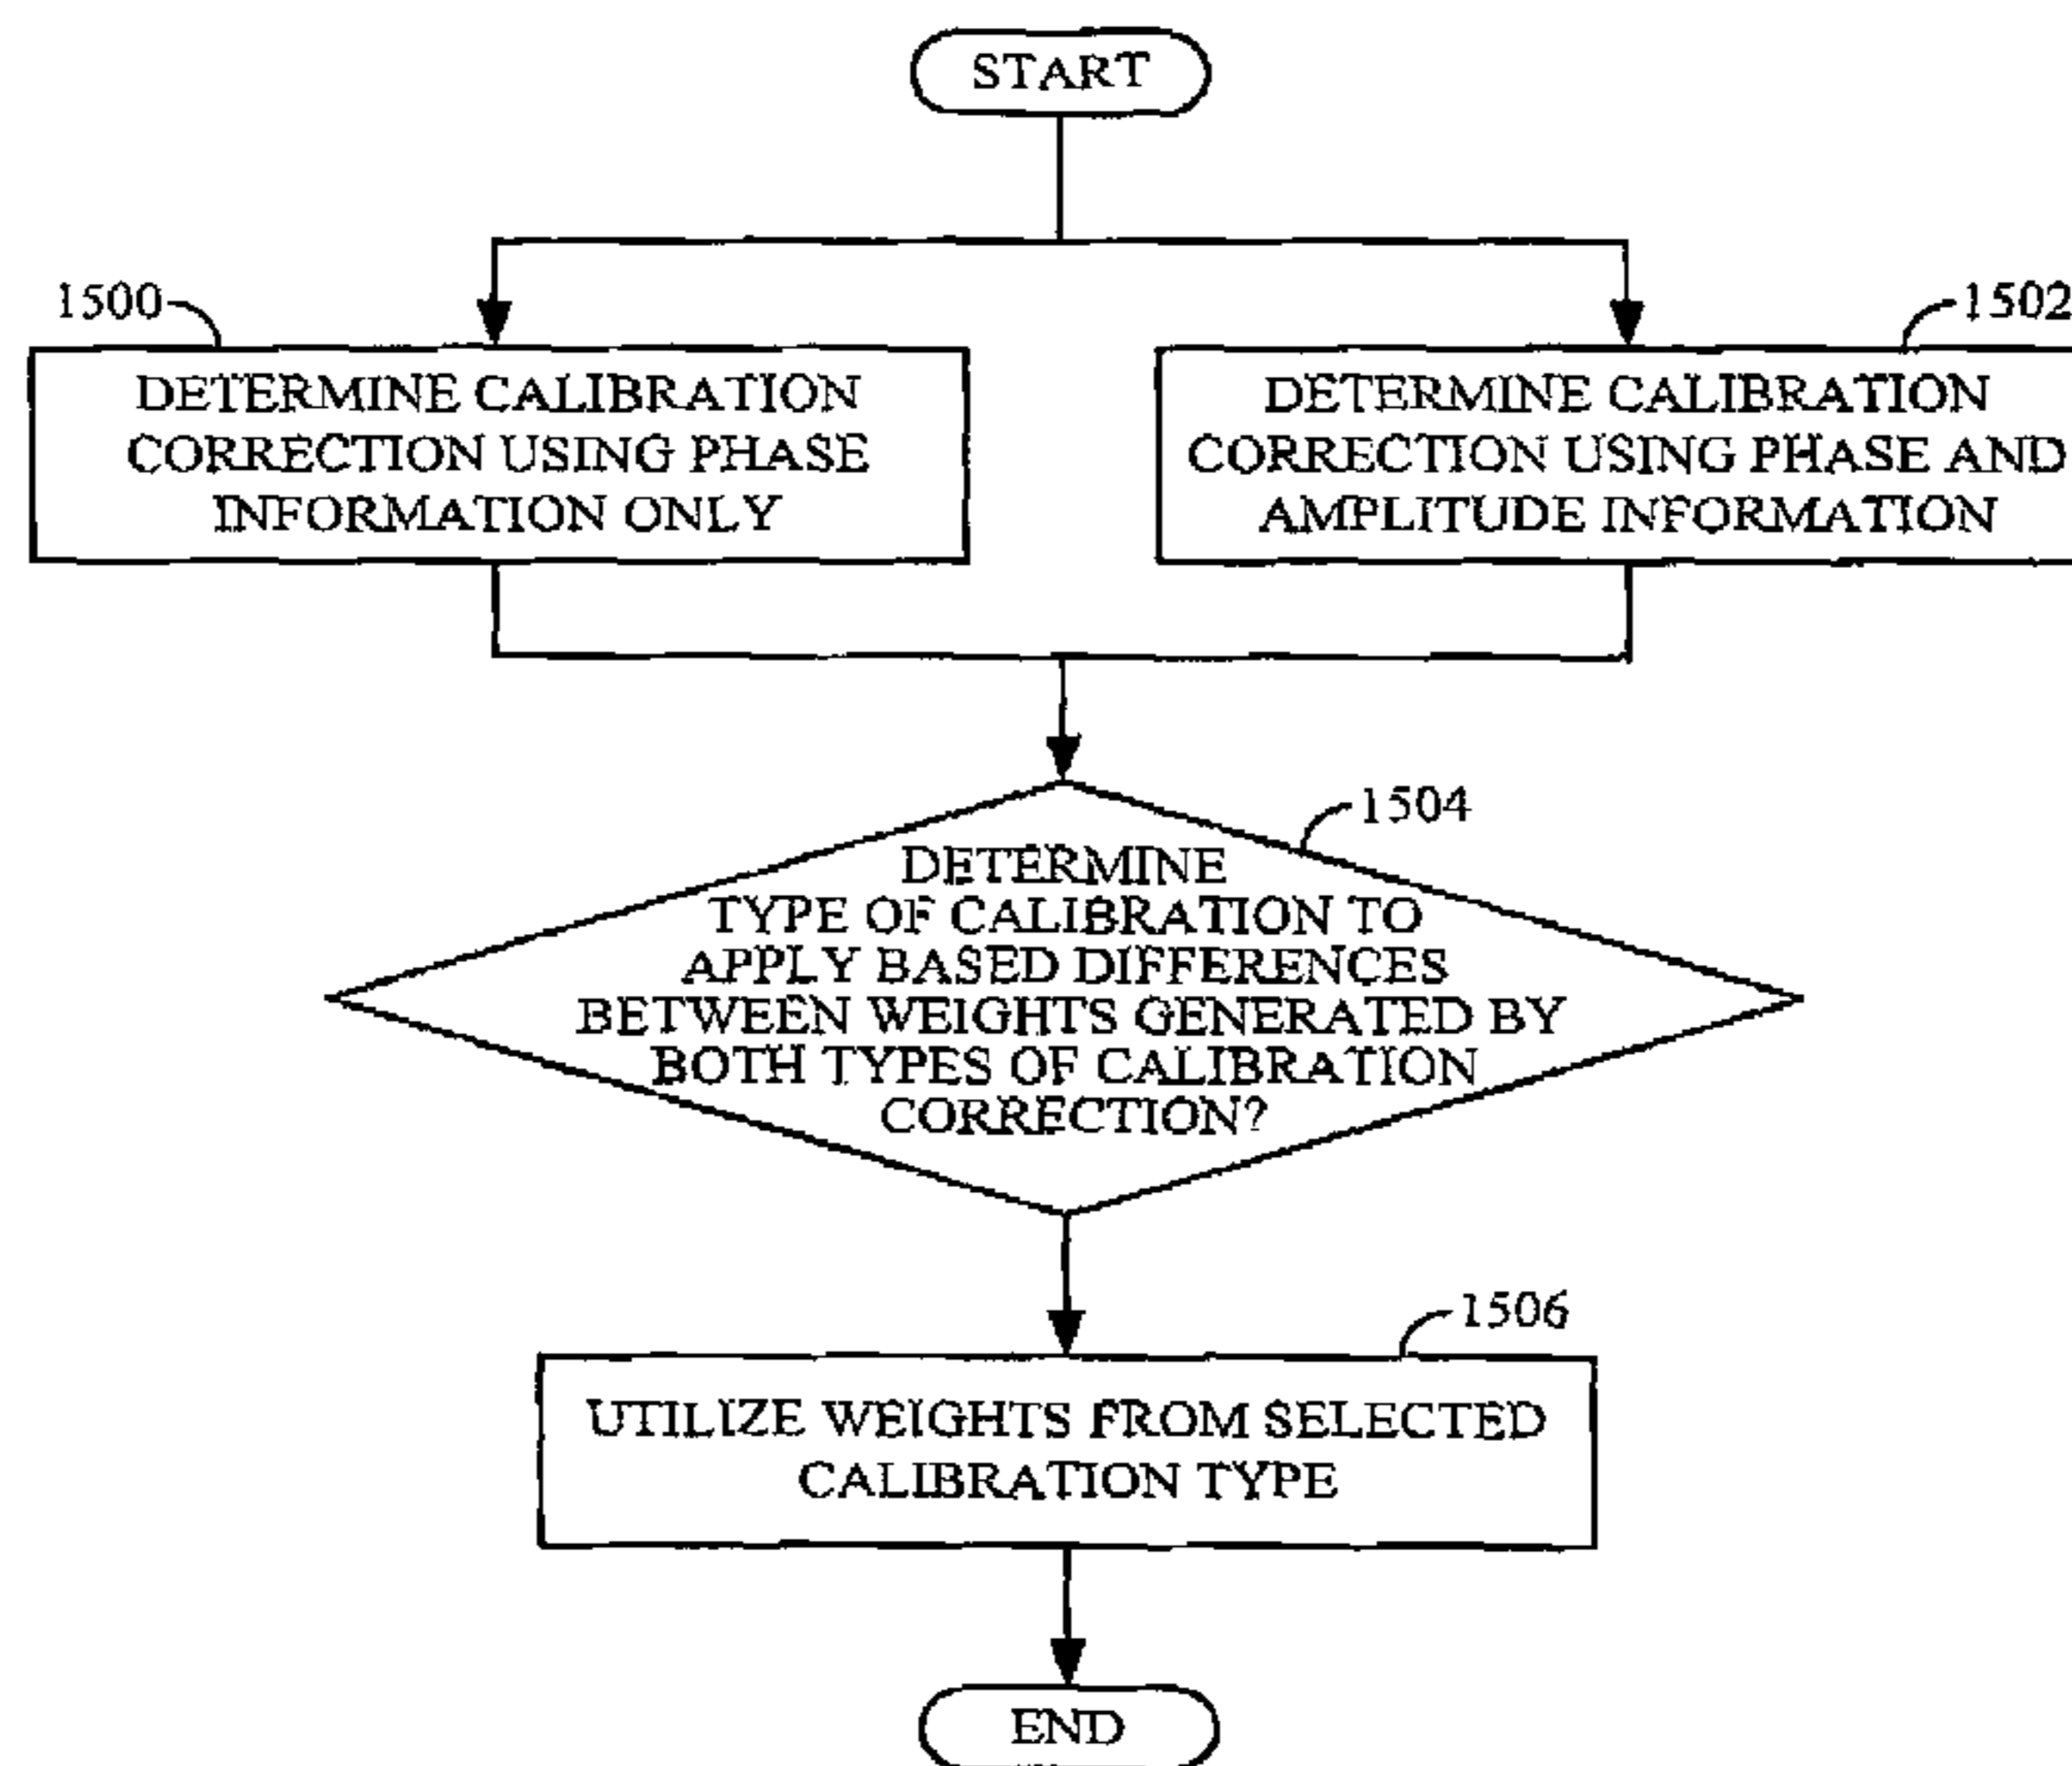 START
1500
1502
DETERMINE CALIBRATION
CORRECTION USING PHASE
INFORMATION ONLY
DETERMINE CALIBRATION
CORRECTION USING PHASE AND
AMPLITUDE INFORMATION
1504
DETERMINE
TYPE OF CALIBRATION TO
APPLY BASED DIFFERENCES
BETWEEN WEIGHTS GENERATED BY
BOTH TYPES OF CALIBRATION
CORRECTION?
1506
UTILIZE WEIGHTS FROM SELECTED
CALIBRATION TYPE
END